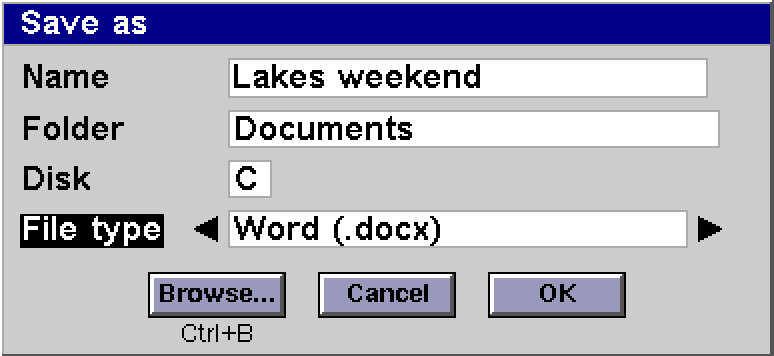 Save as
Name Lakes weekend
Folder Documents
Disk C
File type Word (.docx)
Browse... Cancel OK
Ctrl+B